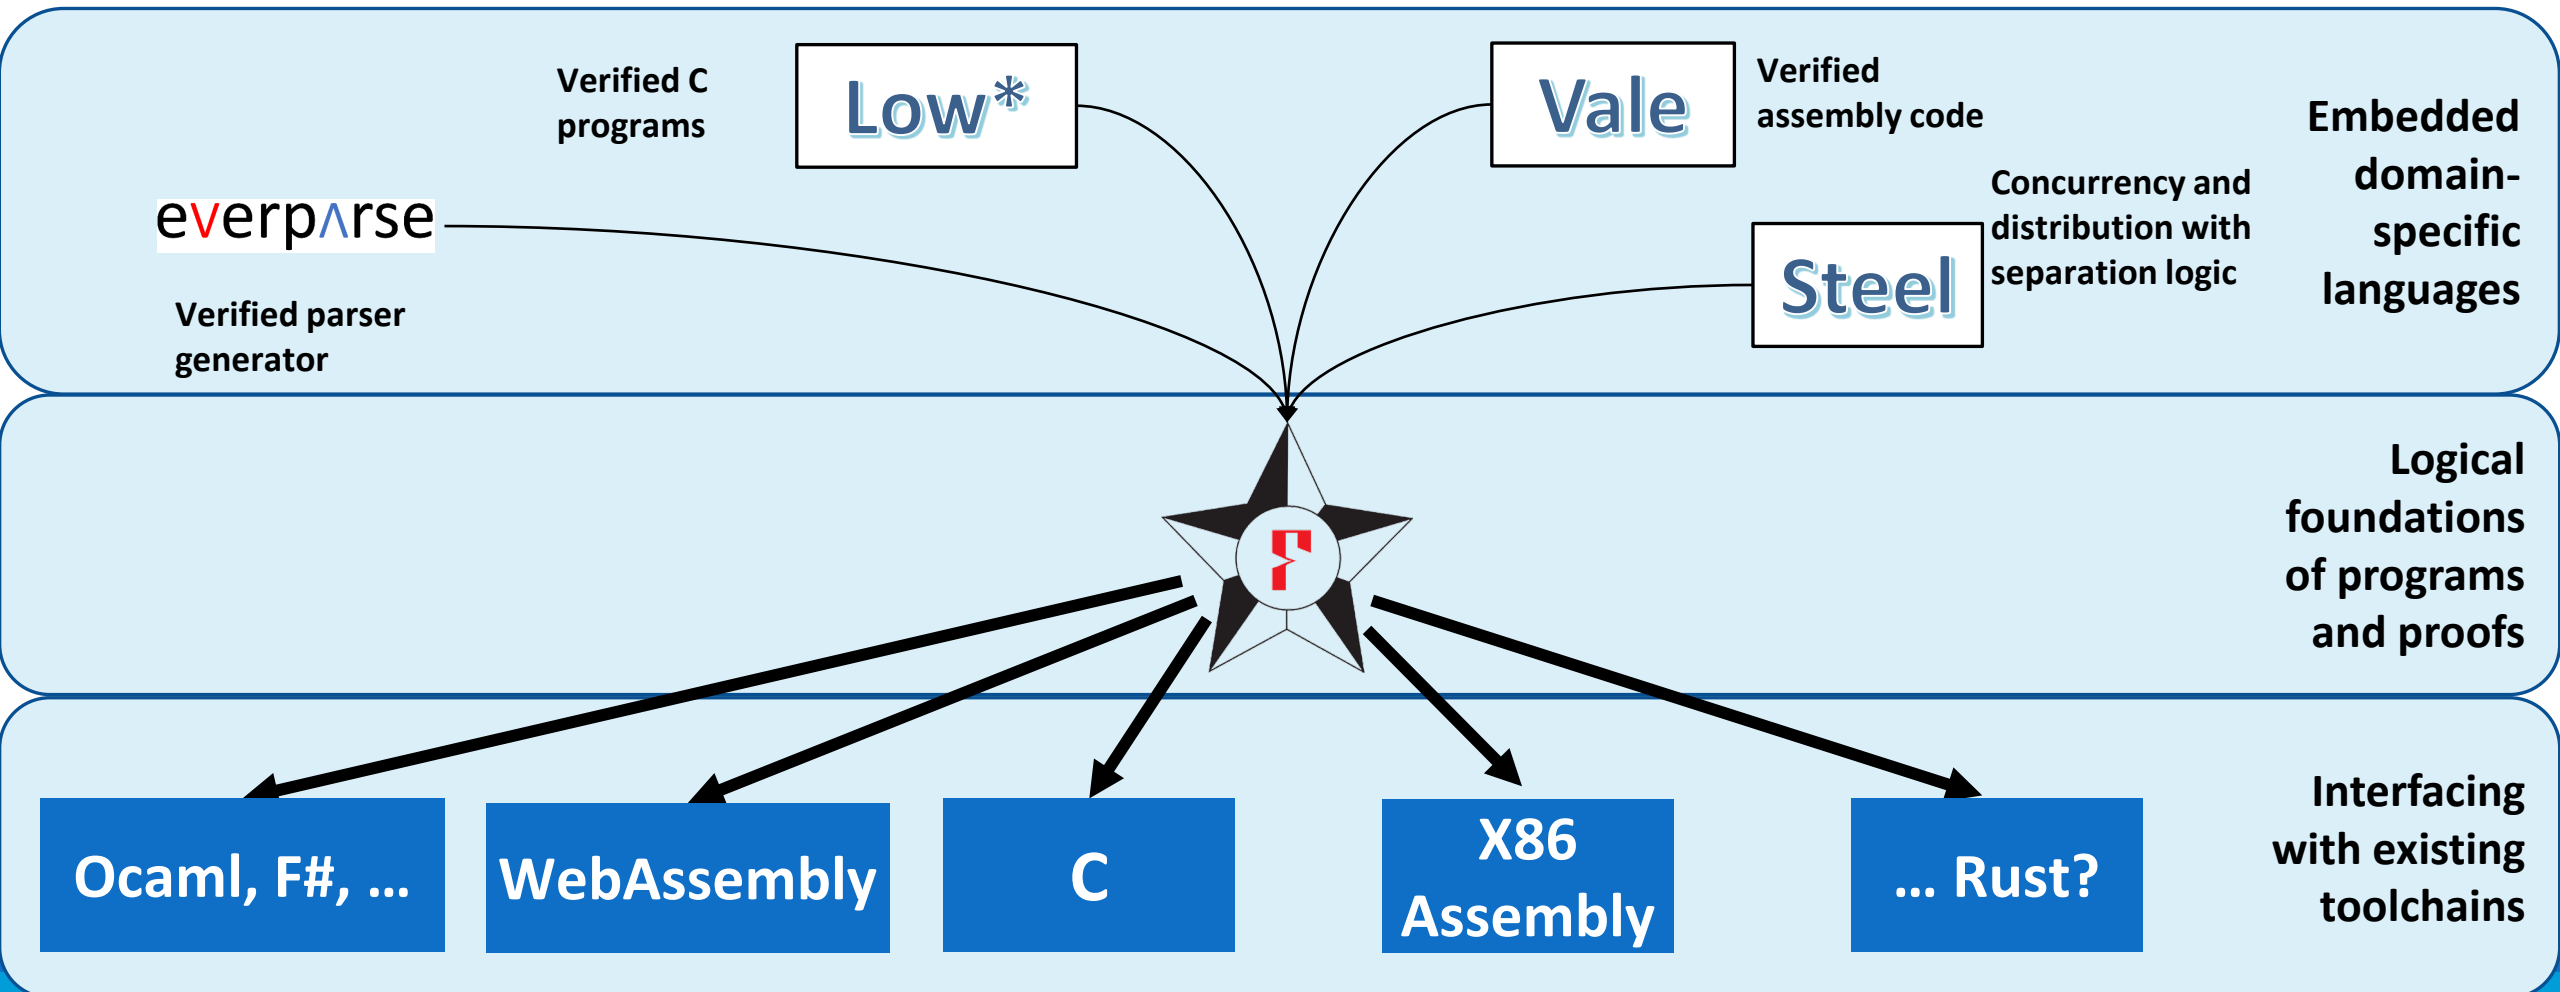 Verified C
programs
Low*
Vale
Verified
assembly code
Embedded
domain-
specific
languages
everpʌrse
Verified parser
generator
Steel
Concurrency and
distribution with
separation logic
F
Logical
foundations
of programs
and proofs
Ocaml, F#, …
WebAssembly
C
X86
Assembly
… Rust?
Interfacing
with existing
toolchains